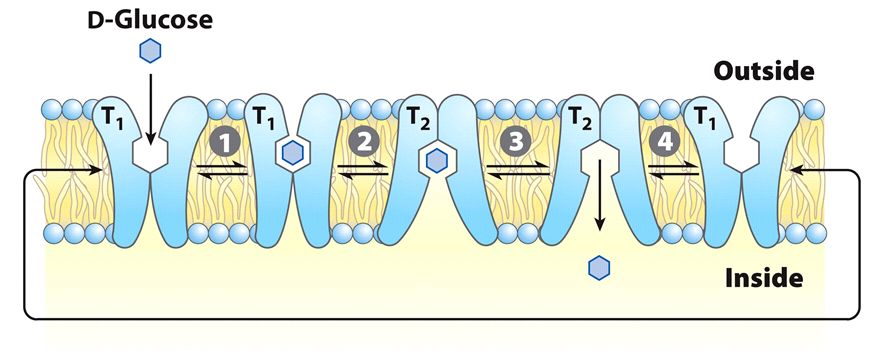 D-Glucose
Outside
T1
T1
T2
T2
T1
1
2
3
4
Inside